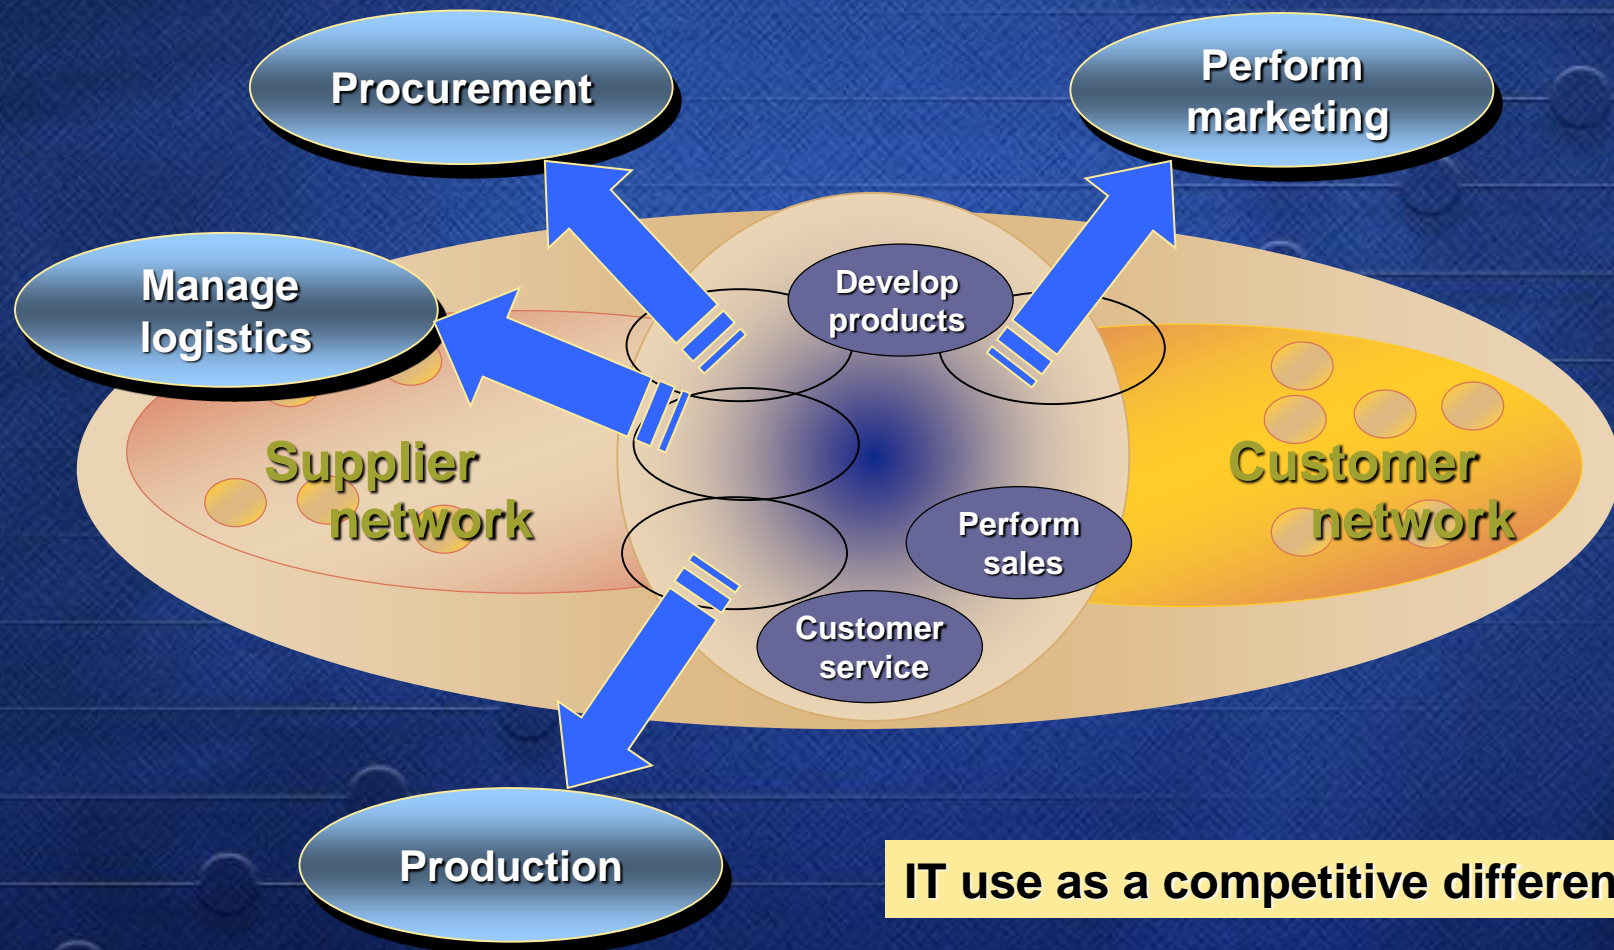 Procurement
Perform
marketing
Manage
logistics
Develop
products
Supplier
network
Customer
network
Perform
sales
Customer
service
Production
IT use as a competitive